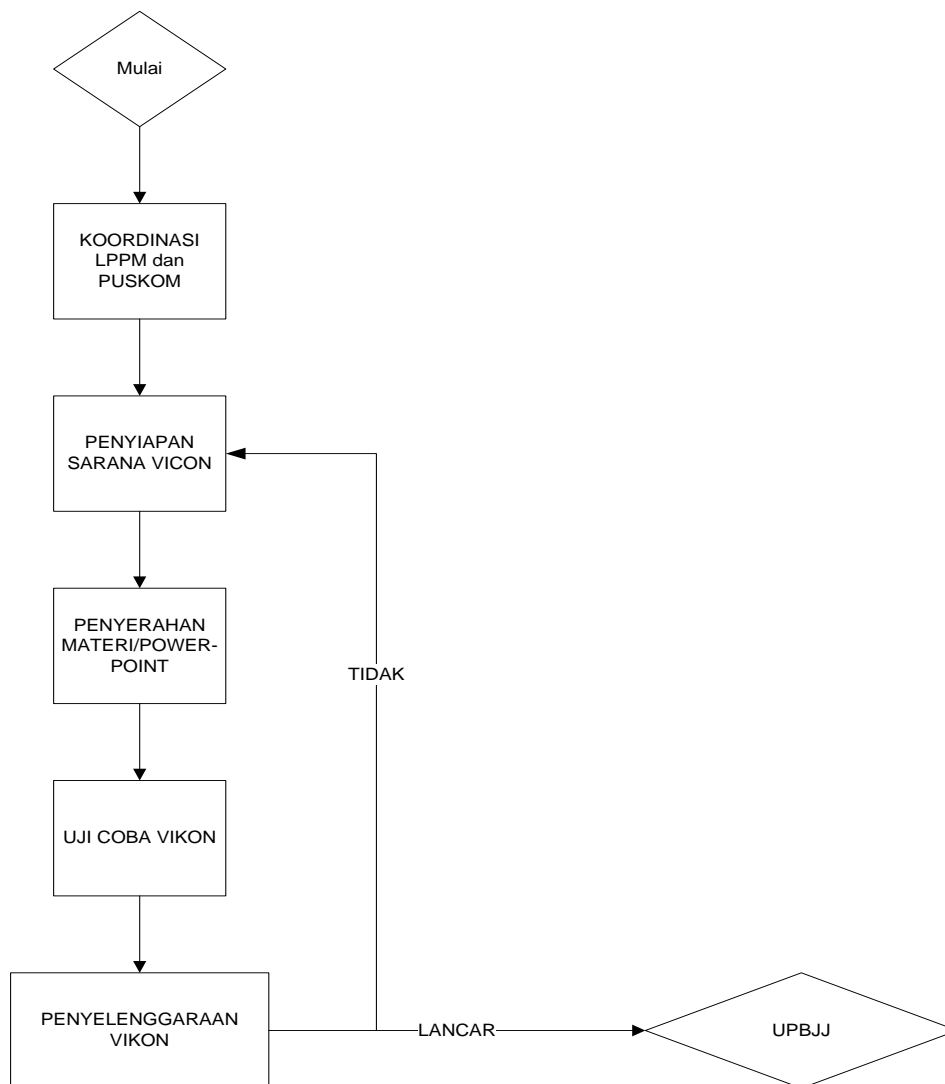 Mulai
KOORDINASI
LPPM dan
PUSKOM
PENYIAPAN
SARANA VICON
PENYERAHAN
MATERI/POWER-
POINT
TIDAK
UJI COBA VIKON
PENYELENGGARAAN
VIKON
LANCAR
UPBJJ